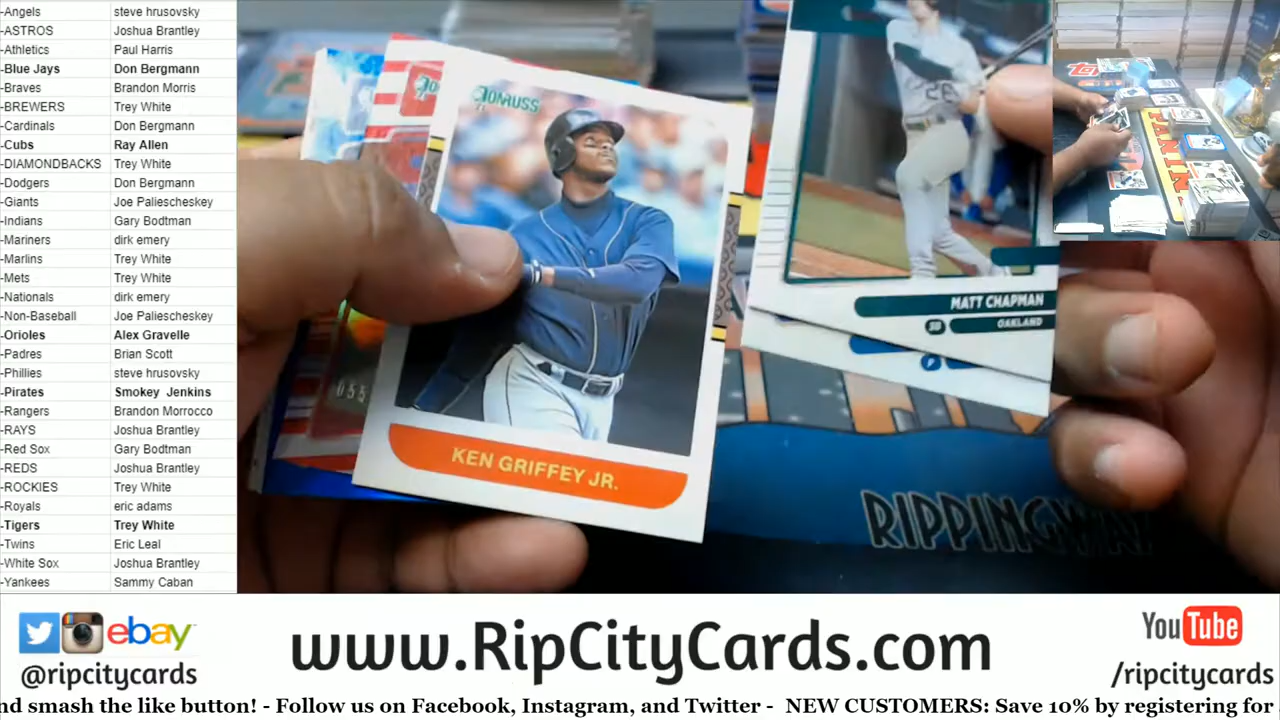 -Angels steve hrusovsky
-ASTROS Joshua Brantley
-Athletics Paul Harris
-Blue Jays Don Bergmann
-Braves Brandon Morris
-BREWERS Trey White
-Cardinals Don Bergmann
-Cubs Ray Allen
-DIAMONDBACKS Trey White
-Dodgers Don Bergmann
-Giants Joe Paliescheskey
-Indians Gary Bodtman
-Mariners dirk emery
-Marlins Trey White
-Mets Trey White
-Nationals dirk emery
-Non-Baseball Joe Paliescheskey
-Orioles Alex Gravelle
-Padres Brian Scott
-Phillies steve hrusovsky
-Pirates Smokey Jenkins
-Rangers Brandon Morrocco
-RAYS Joshua Brantley
-Red Sox Gary Bodtman
-REDS Joshua Brantley
-ROCKIES Trey White
-Royals eric adams
-Tigers Trey White
-Twins Eric Leal
-White Sox Joshua Brantley
-Yankees Sammy Caban
DONRUSS
KEN GRIFFEY JR.
055
26
MATT CHAPMAN
3B OAKLAND
P
PANINI
RIPPINGWAX
ebay
@ripcitycards
www.RipCityCards.com
YouTube
/ripcitycards
nd smash the like button! - Follow us on Facebook, Instagram, and Twitter - NEW CUSTOMERS: Save 10% by registering for